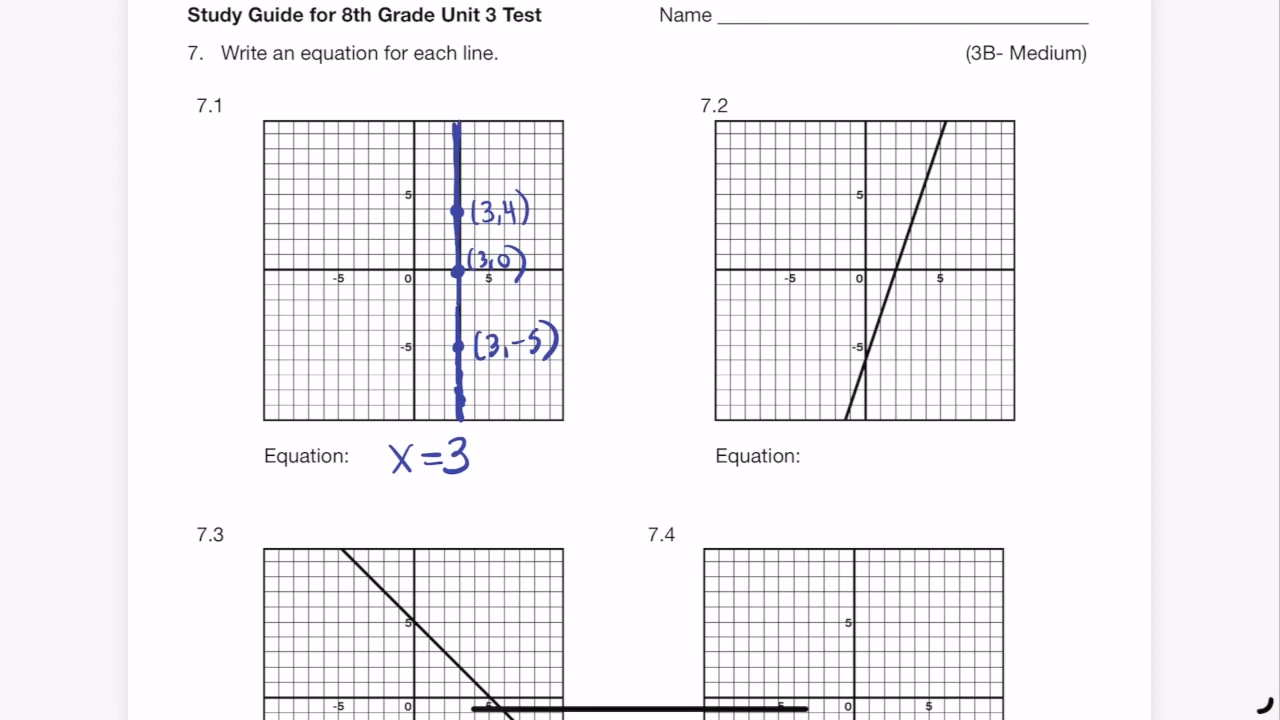 Study Guide for 8th Grade Unit 3 Test Name
7. Write an equation for each line. (3B- Medium)
7.1 7.2
5 5
(3,4)
(3,0)
-5 0 5 -5 0 5
-5 (3,-5) -5
Equation: x=3 Equation:
7.3 7.4
5 5
-5 0 5 5 0 5